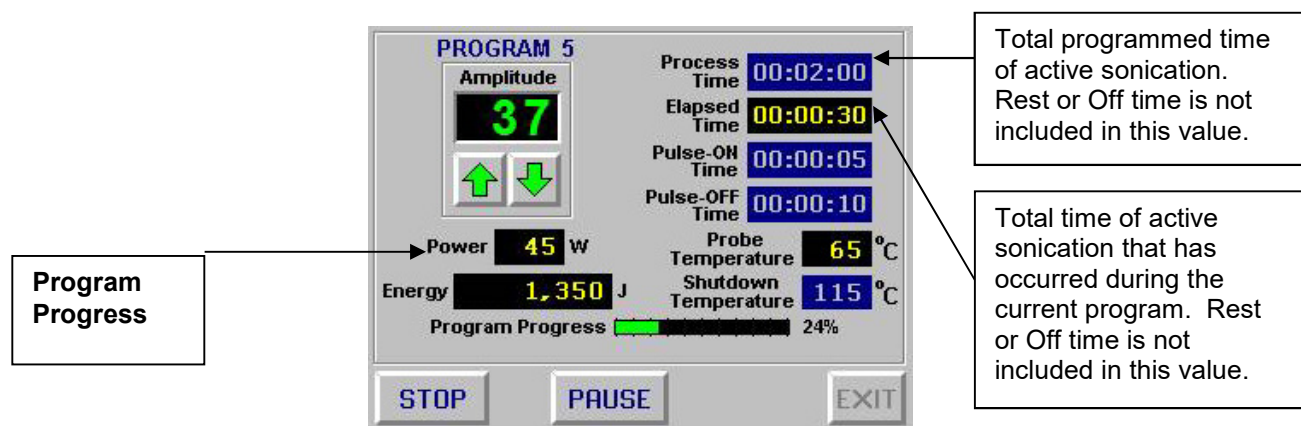 PROGRAM 5
Amplitude
37
Process
Time 00:02:00
Elapsed
Time 00:00:30
Pulse-ON
Time 00:00:05
Pulse-OFF
Time 00:00:10
Power 45 W
Probe
Temperature 65 °C
Energy 1,350 J
Shutdown
Temperature 115 °C
Program Progress 24%
STOP PAUSE EXIT
Program
Progress
Total programmed time
of active sonication.
Rest or Off time is not
included in this value.
Total time of active
sonication that has
occurred during the
current program.  Rest
or Off time is not
included in this value.